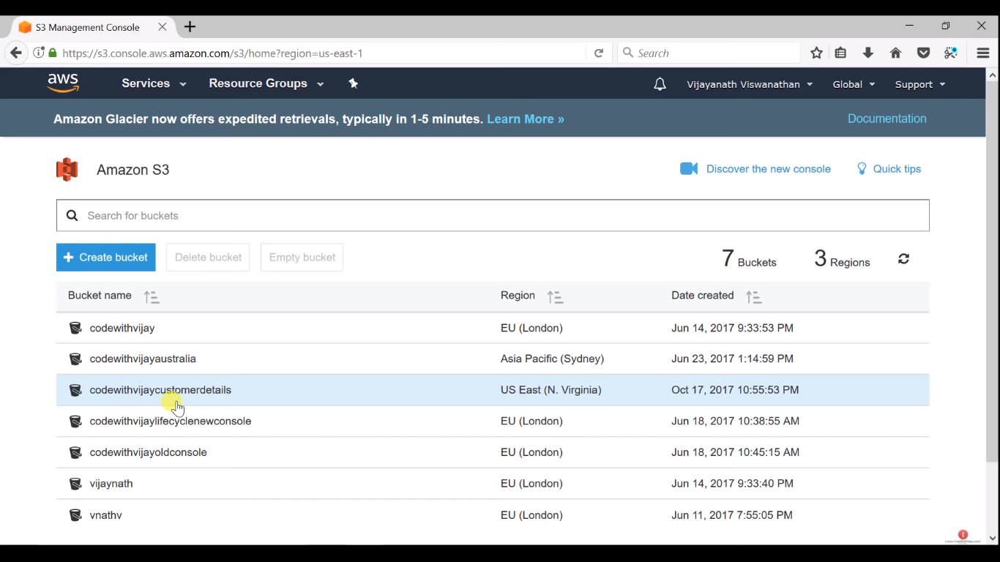 S3 Management Console
https://s3.console.aws.amazon.com/s3/home?region=us-east-1
Search
aws
Services
Resource Groups
Vijayanath Viswanathan
Global
Support
Amazon Glacier now offers expedited retrievals, typically in 1-5 minutes. Learn More »
Documentation
Amazon S3
Discover the new console
Quick tips
Search for buckets
+ Create bucket
Delete bucket
Empty bucket
7 Buckets
3 Regions
Bucket name Region Date created
codewithvijay EU (London) Jun 14, 2017 9:33:53 PM
codewithvijayaustralia Asia Pacific (Sydney) Jun 23, 2017 1:14:59 PM
codewithvijaycustomerdetails US East (N. Virginia) Oct 17, 2017 10:55:53 PM
codewithvijaylifecyclenewconsole EU (London) Jun 18, 2017 10:38:55 AM
codewithvijayoldconsole EU (London) Jun 18, 2017 10:45:15 AM
vijaynath EU (London) Jun 14, 2017 9:33:40 PM
vnathv EU (London) Jun 11, 2017 7:55:05 PM